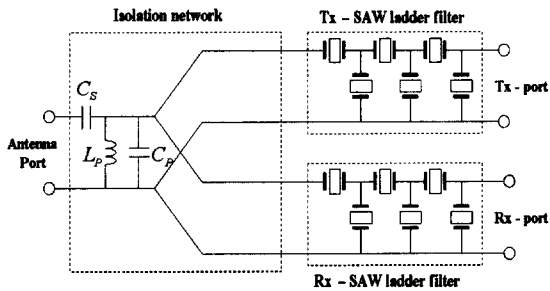 Isolation network
Tx – SAW ladder filter
C_S
Tx - port
Antenna
Port
L_P
C_P
Rx - port
Rx – SAW ladder filter